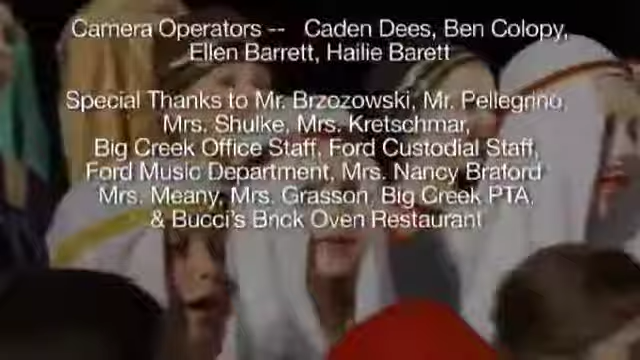 Camera Operators -- Caden Dees, Ben Colopy,
Ellen Barrett, Hailie Barett
Special Thanks to Mr. Brzozowski, Mr. Pellegrino,
Mrs. Shulke, Mrs. Kretschmar,
Big Creek Office Staff, Ford Custodial Staff,
Ford Music Department, Mrs. Nancy Braford
Mrs. Meany, Mrs. Grasson, Big Creek PTA,
& Bucci's Brick Oven Restaurant